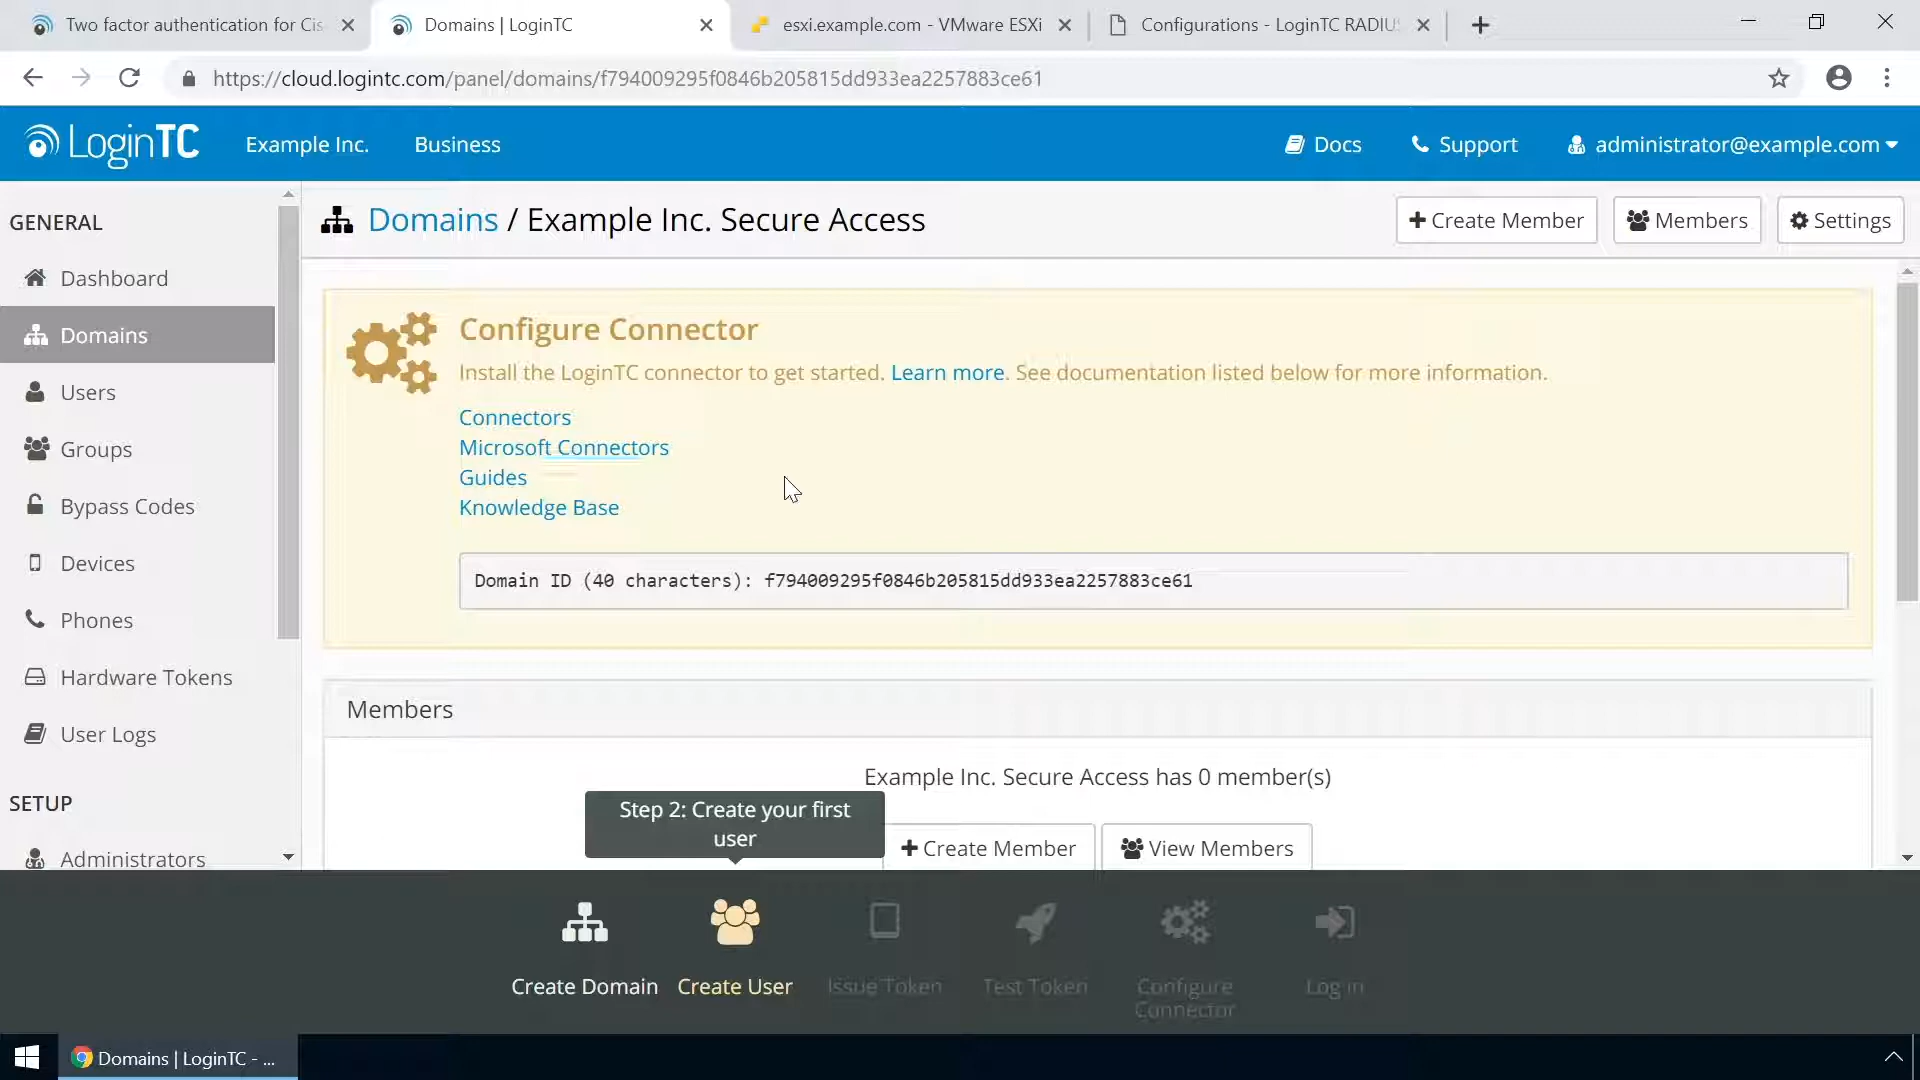 Two factor authentication for Cis
Domains | LoginTC
esxi.example.com - VMware ESXi
Configurations - LoginTC RADIUS
https://cloud.logintc.com/panel/domains/f794009295f0846b205815dd933ea2257883ce61
LoginTC
Example Inc.
Business
Docs
Support
administrator@example.com
GENERAL
Dashboard
Domains
Users
Groups
Bypass Codes
Devices
Phones
Hardware Tokens
User Logs
SETUP
Administrators
Domains / Example Inc. Secure Access
Create Member
Members
Settings
Configure Connector
Install the LoginTC connector to get started. Learn more. See documentation listed below for more information.
Connectors
Microsoft Connectors
Guides
Knowledge Base
Domain ID (40 characters): f794009295f0846b205815dd933ea2257883ce61
Members
Example Inc. Secure Access has 0 member(s)
Step 2: Create your first
user
Create Member
View Members
Create Domain
Create User
Issue Token
Test Token
Configure
Connector
Log in
Domains | LoginTC - ...